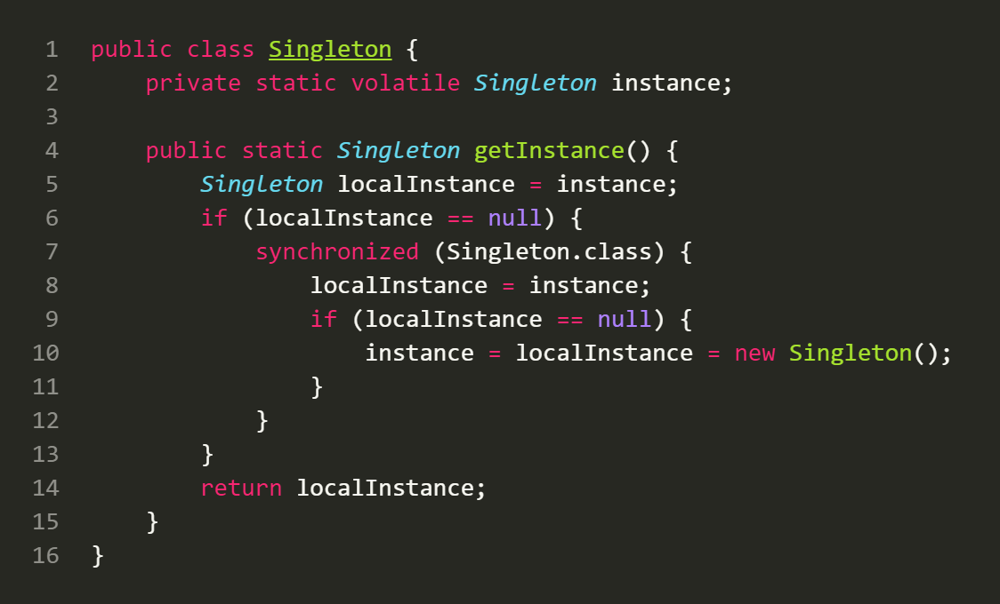 1 public class Singleton {
2     private static volatile Singleton instance;
3
4     public static Singleton getInstance() {
5         Singleton localInstance = instance;
6         if (localInstance == null) {
7             synchronized (Singleton.class) {
8                 localInstance = instance;
9                 if (localInstance == null) {
10                     instance = localInstance = new Singleton();
11                 }
12             }
13         }
14         return localInstance;
15     }
16 }